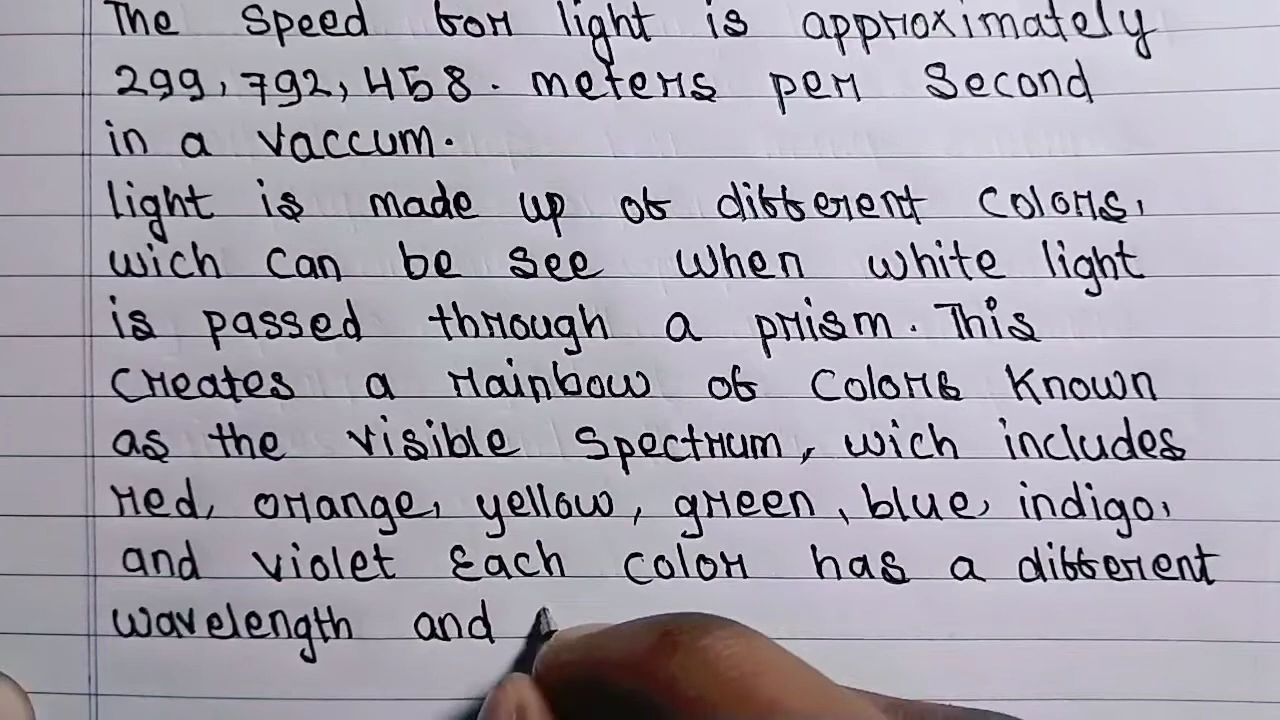 The speed for light is approximately
299,792,458. meters per second
in a vaccum.
light is made up of different colors,
wich can be see when white light
is passed through a prism. This
creates a rainbow of colors known
as the visible spectrum, wich includes
red, orange, yellow, green, blue, indigo,
and violet Each color has a different
wavelength and